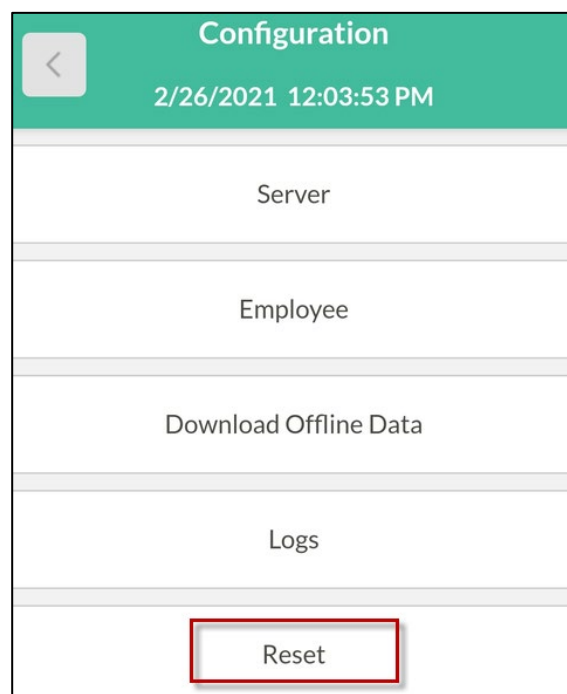 Configuration
2/26/2021 12:03:53 PM
Server
Employee
Download Offline Data
Logs
Reset